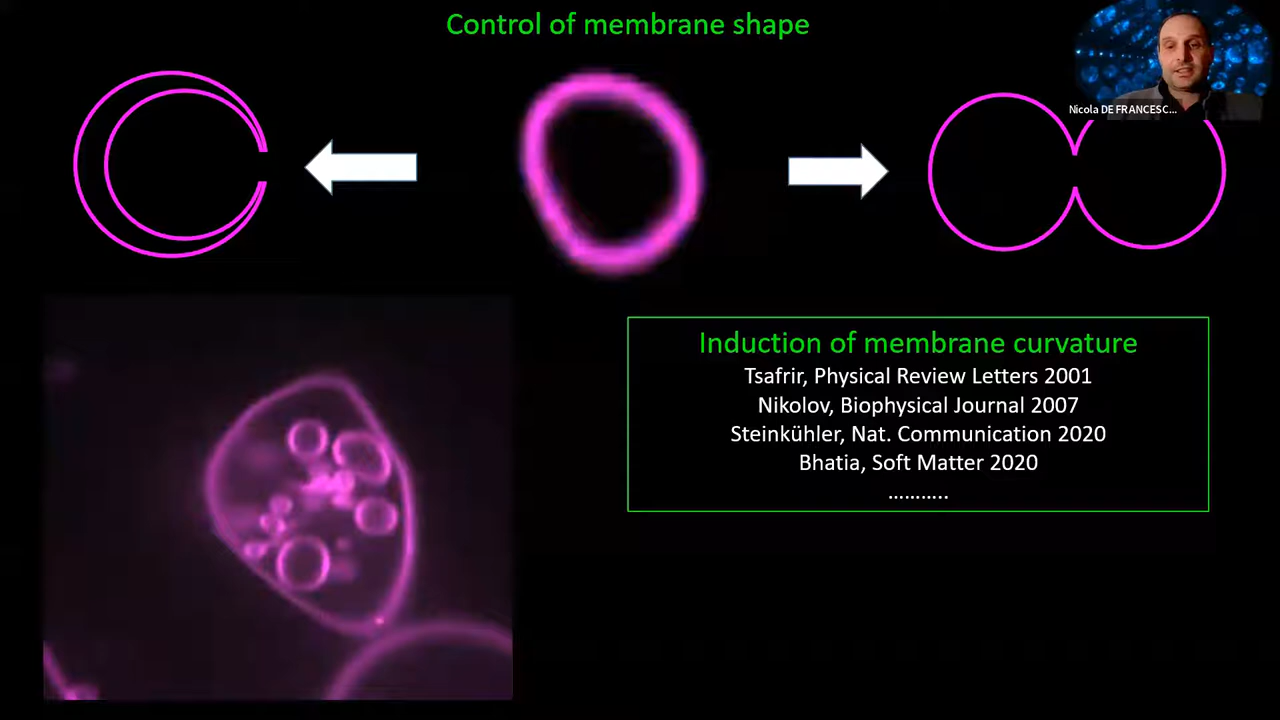 Control of membrane shape
Nicola DE FRANCESC...
Induction of membrane curvature
Tsafrir, Physical Review Letters 2001
Nikolov, Biophysical Journal 2007
Steinkühler, Nat. Communication 2020
Bhatia, Soft Matter 2020
………..